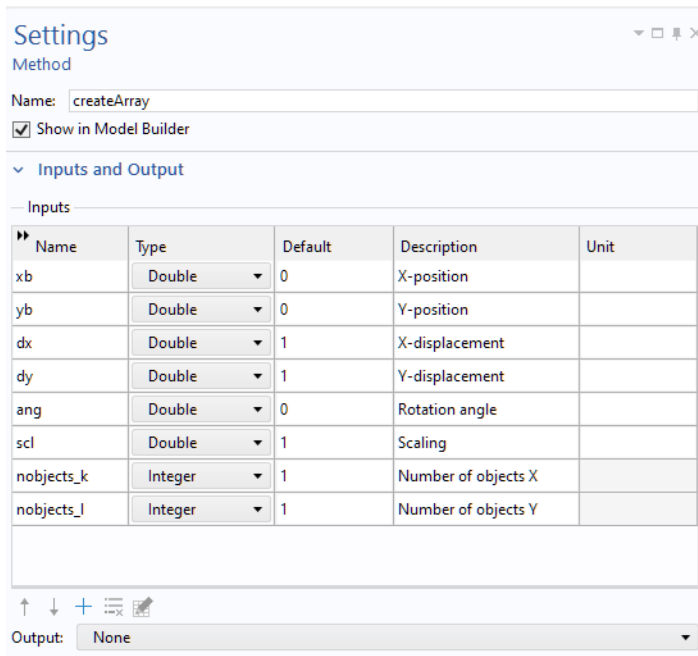 Settings
Method
Name: createArray
Show in Model Builder
Inputs and Output
Inputs
Name Type Default Description Unit
xb Double 0 X-position
yb Double 0 Y-position
dx Double 1 X-displacement
dy Double 1 Y-displacement
ang Double 0 Rotation angle
scl Double 1 Scaling
nobjects_k Integer 1 Number of objects X
nobjects_l Integer 1 Number of objects Y
Output: None